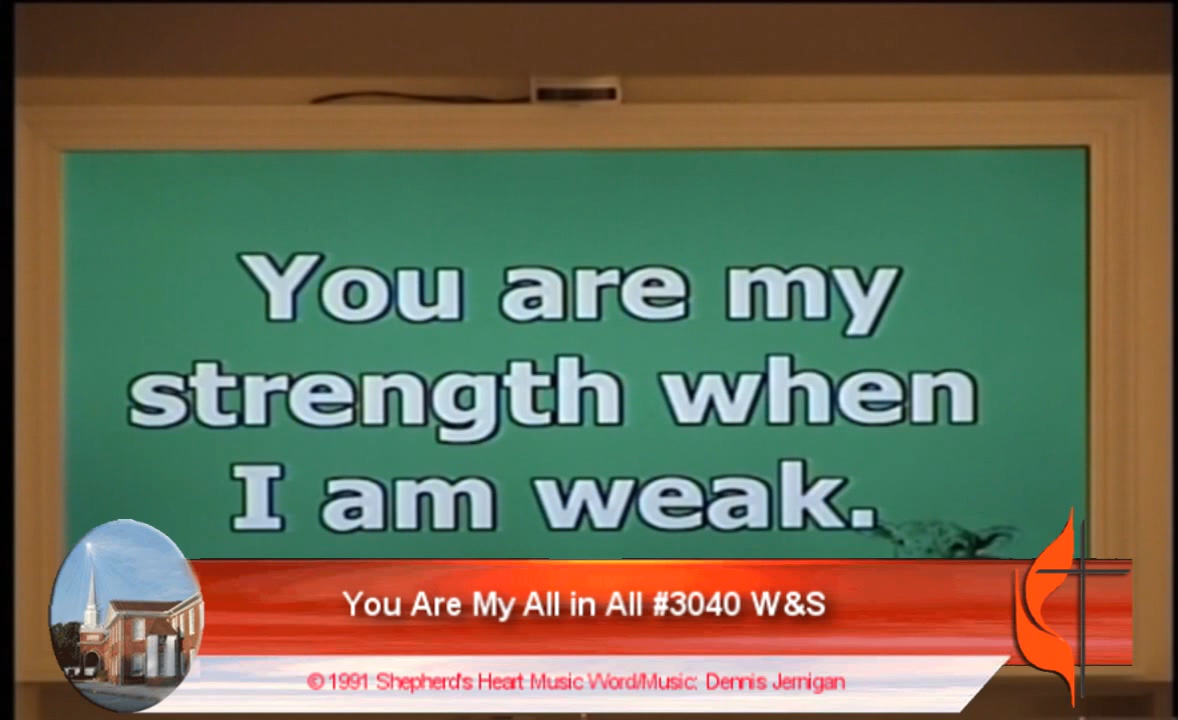 You are my
strength when
I am weak.
You Are My All in All #3040 W&S
© 1991 Shepherd's Heart Music Word/Music: Dennis Jernigan